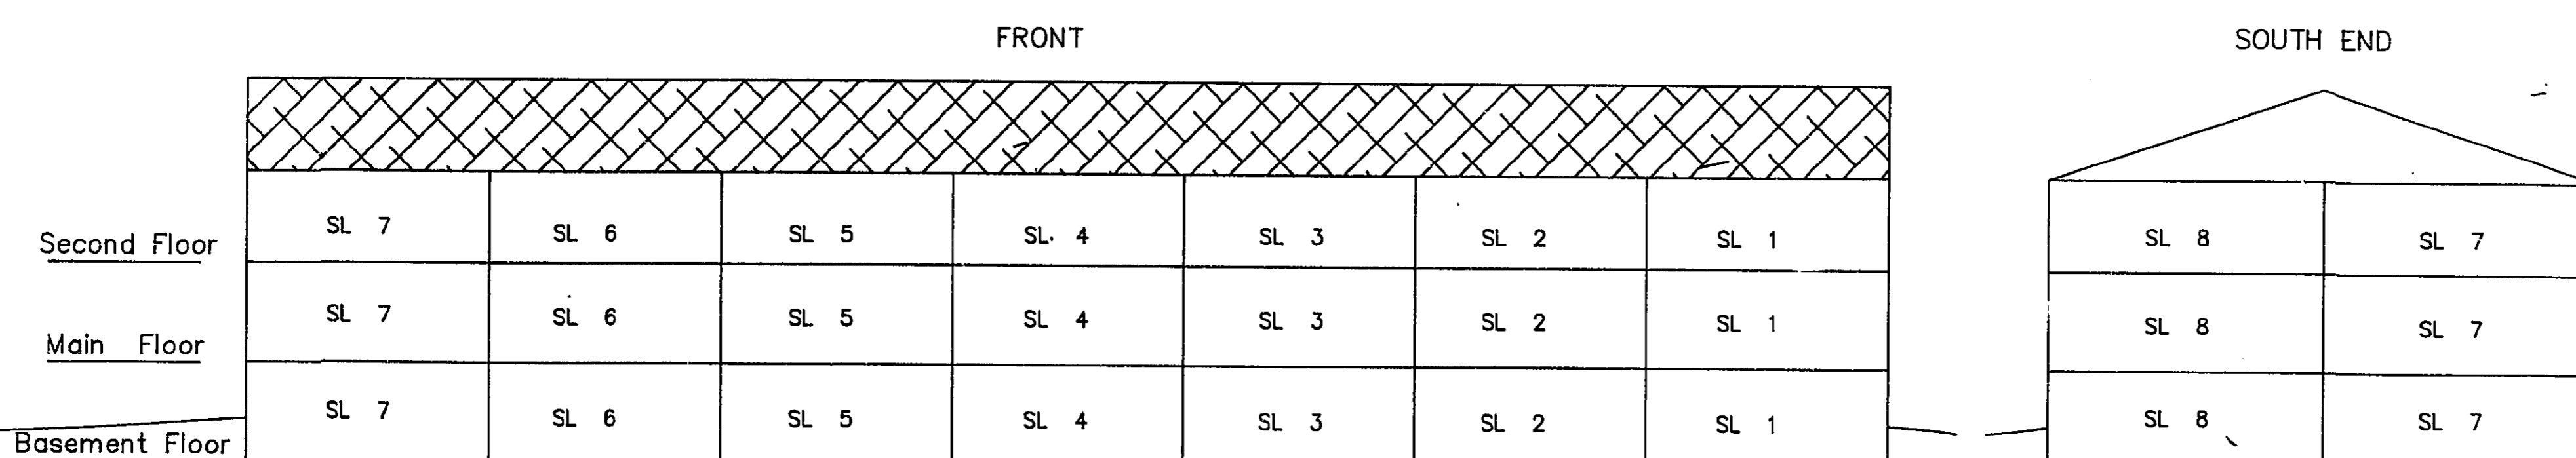 FRONT
SOUTH END
Second Floor
SL 7 SL 6 SL 5 SL 4 SL 3 SL 2 SL 1 SL 8 SL 7
Main Floor
SL 7 SL 6 SL 5 SL 4 SL 3 SL 2 SL 1 SL 8 SL 7
Basement Floor
SL 7 SL 6 SL 5 SL 4 SL 3 SL 2 SL 1 SL 8 SL 7